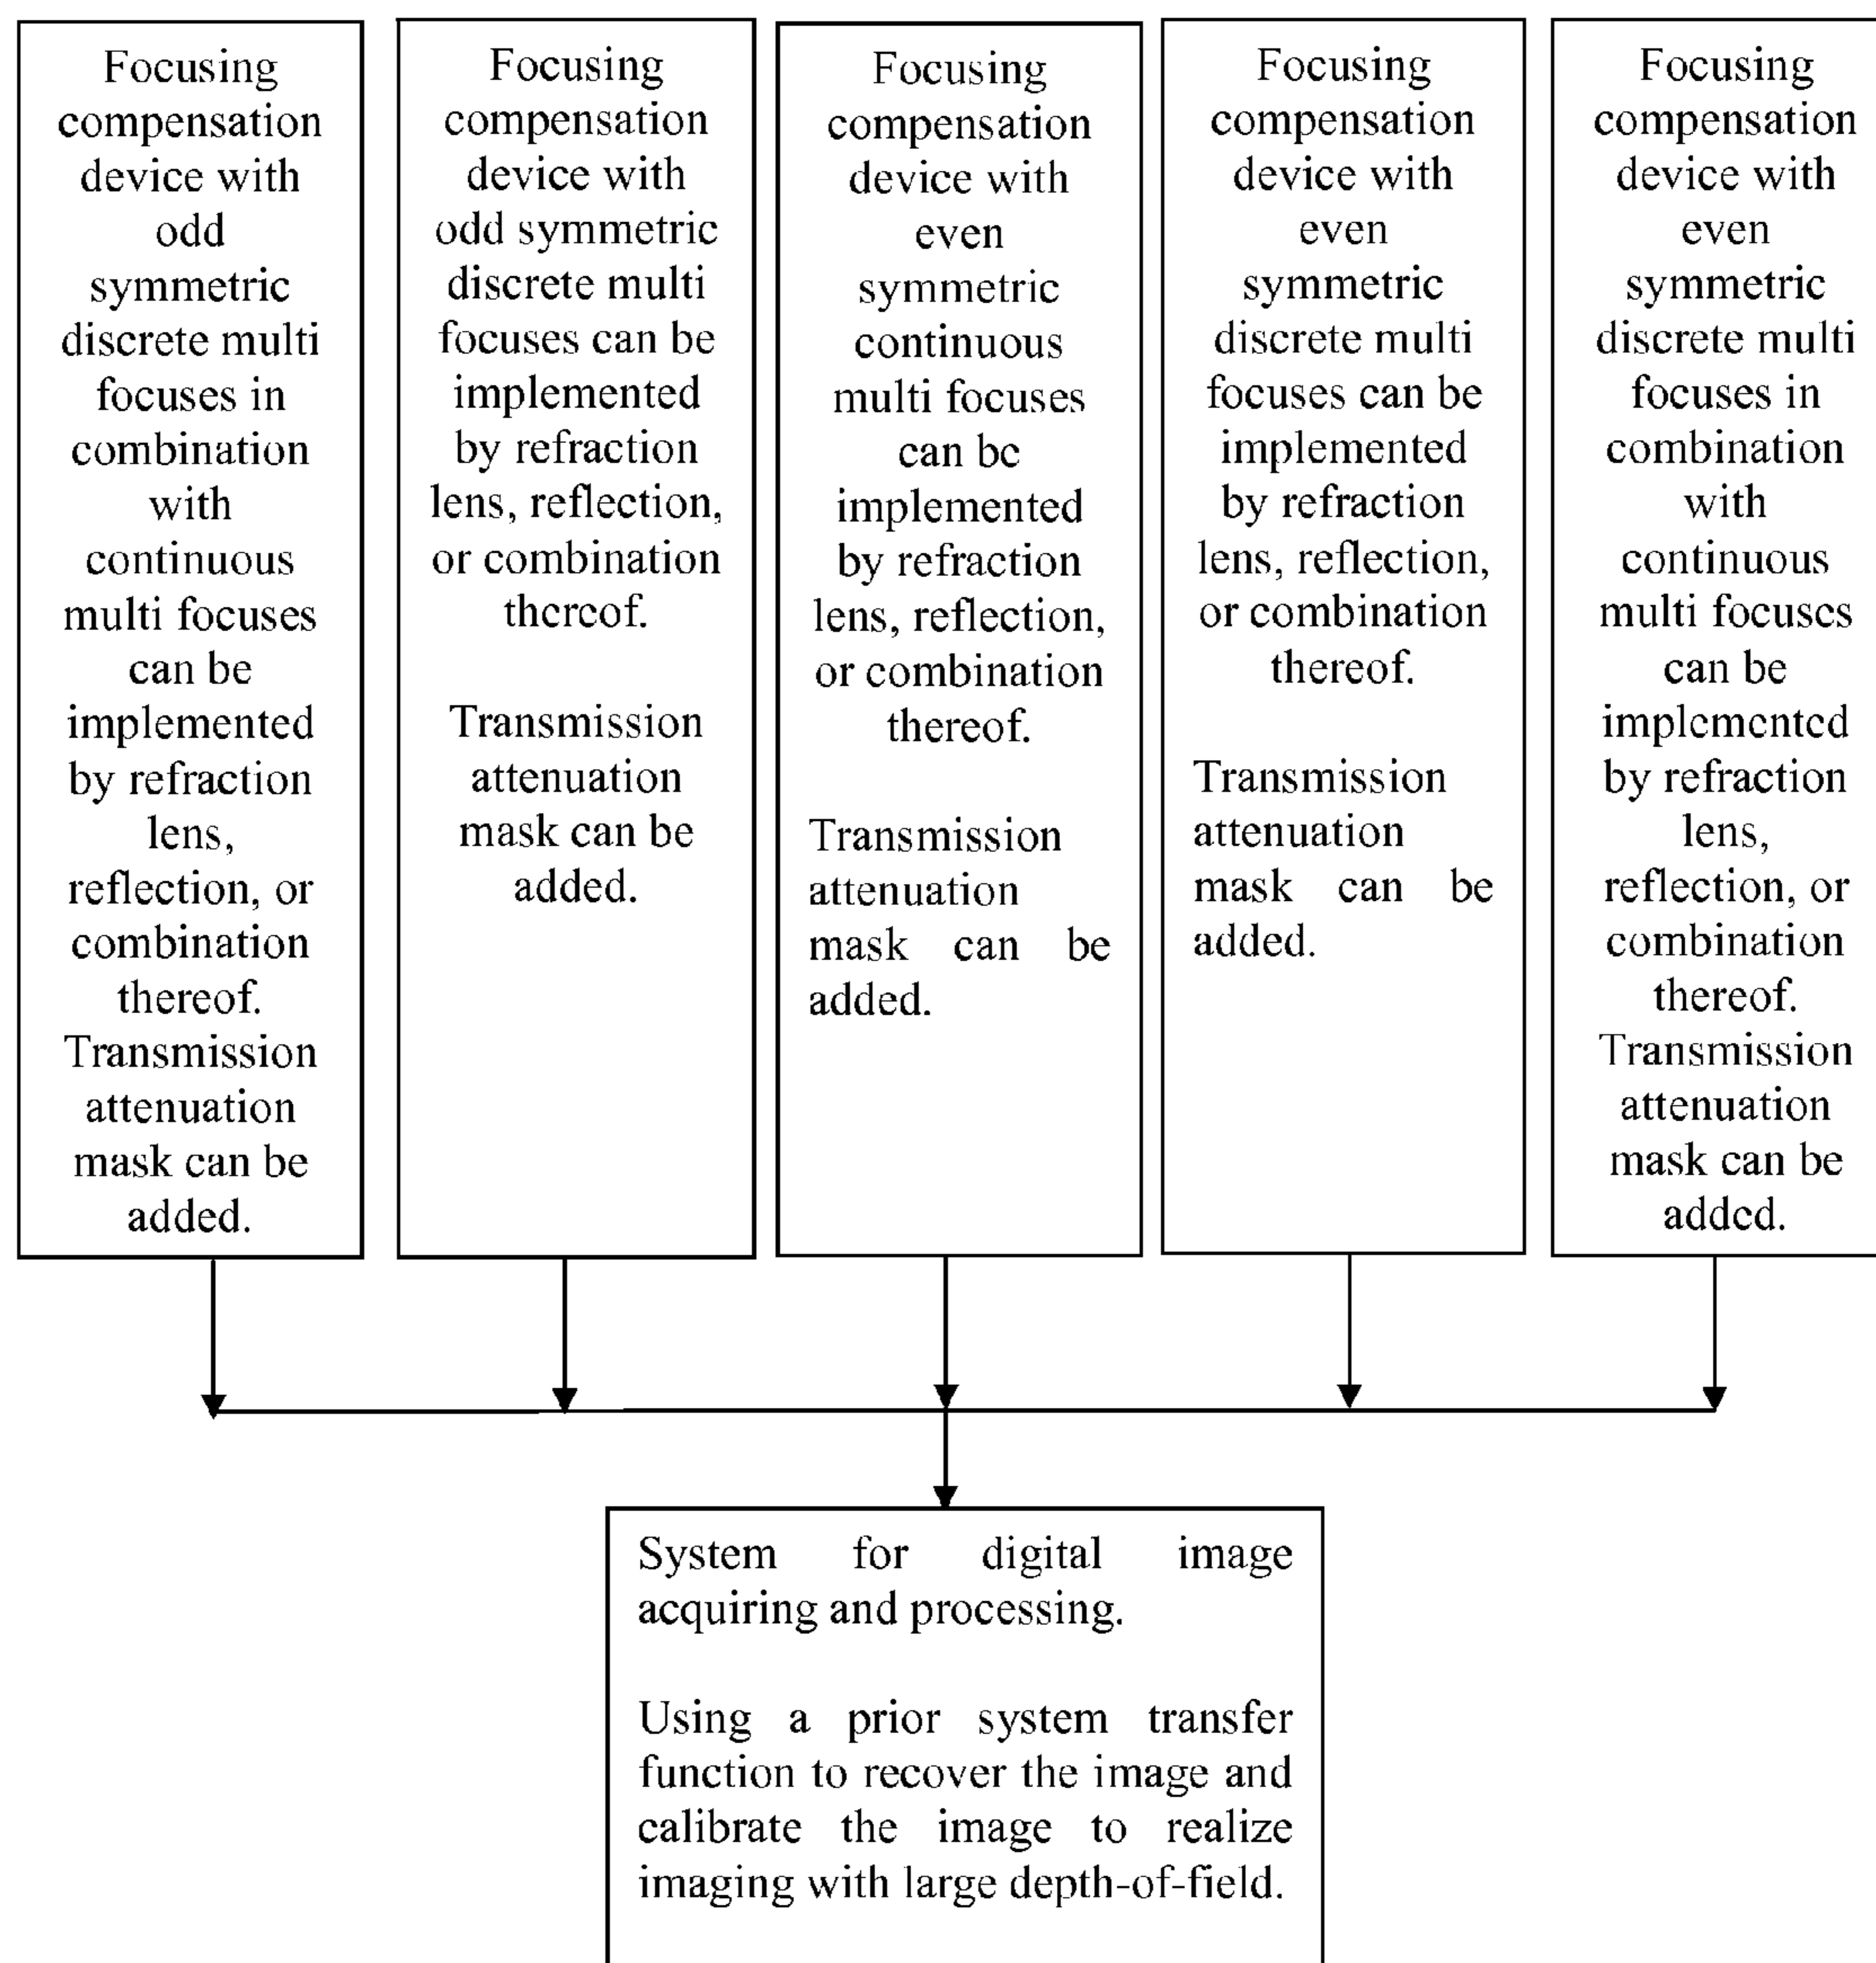 Focusing
compensation
device with
odd
symmetric
discrete multi
focuses in
combination
with
continuous
multi focuses
can be
implemented
by refraction
lens,
reflection, or
combination
thereof.
Transmission
attenuation
mask can be
added.
Focusing
compensation
device with
odd symmetric
discrete multi
focuses can be
implemented
by refraction
lens, reflection,
or combination
thereof.
Transmission
attenuation
mask can be
added.
Focusing
compensation
device with
even
symmetric
continuous
multi focuses
can be
implemented
by refraction
lens, reflection,
or combination
thereof.
Transmission
attenuation
mask can be
added.
Focusing
compensation
device with
even
symmetric
discrete multi
focuses can be
implemented
by refraction
lens, reflection,
or combination
thereof.
Transmission
attenuation
mask can be
added.
Focusing
compensation
device with
even
symmetric
discrete multi
focuses in
combination
with
continuous
multi focuses
can be
implemented
by refraction
lens,
reflection, or
combination
thereof.
Transmission
attenuation
mask can be
added.
System for digital image
acquiring and processing.
Using a prior system transfer
function to recover the image and
calibrate the image to realize
imaging with large depth-of-field.